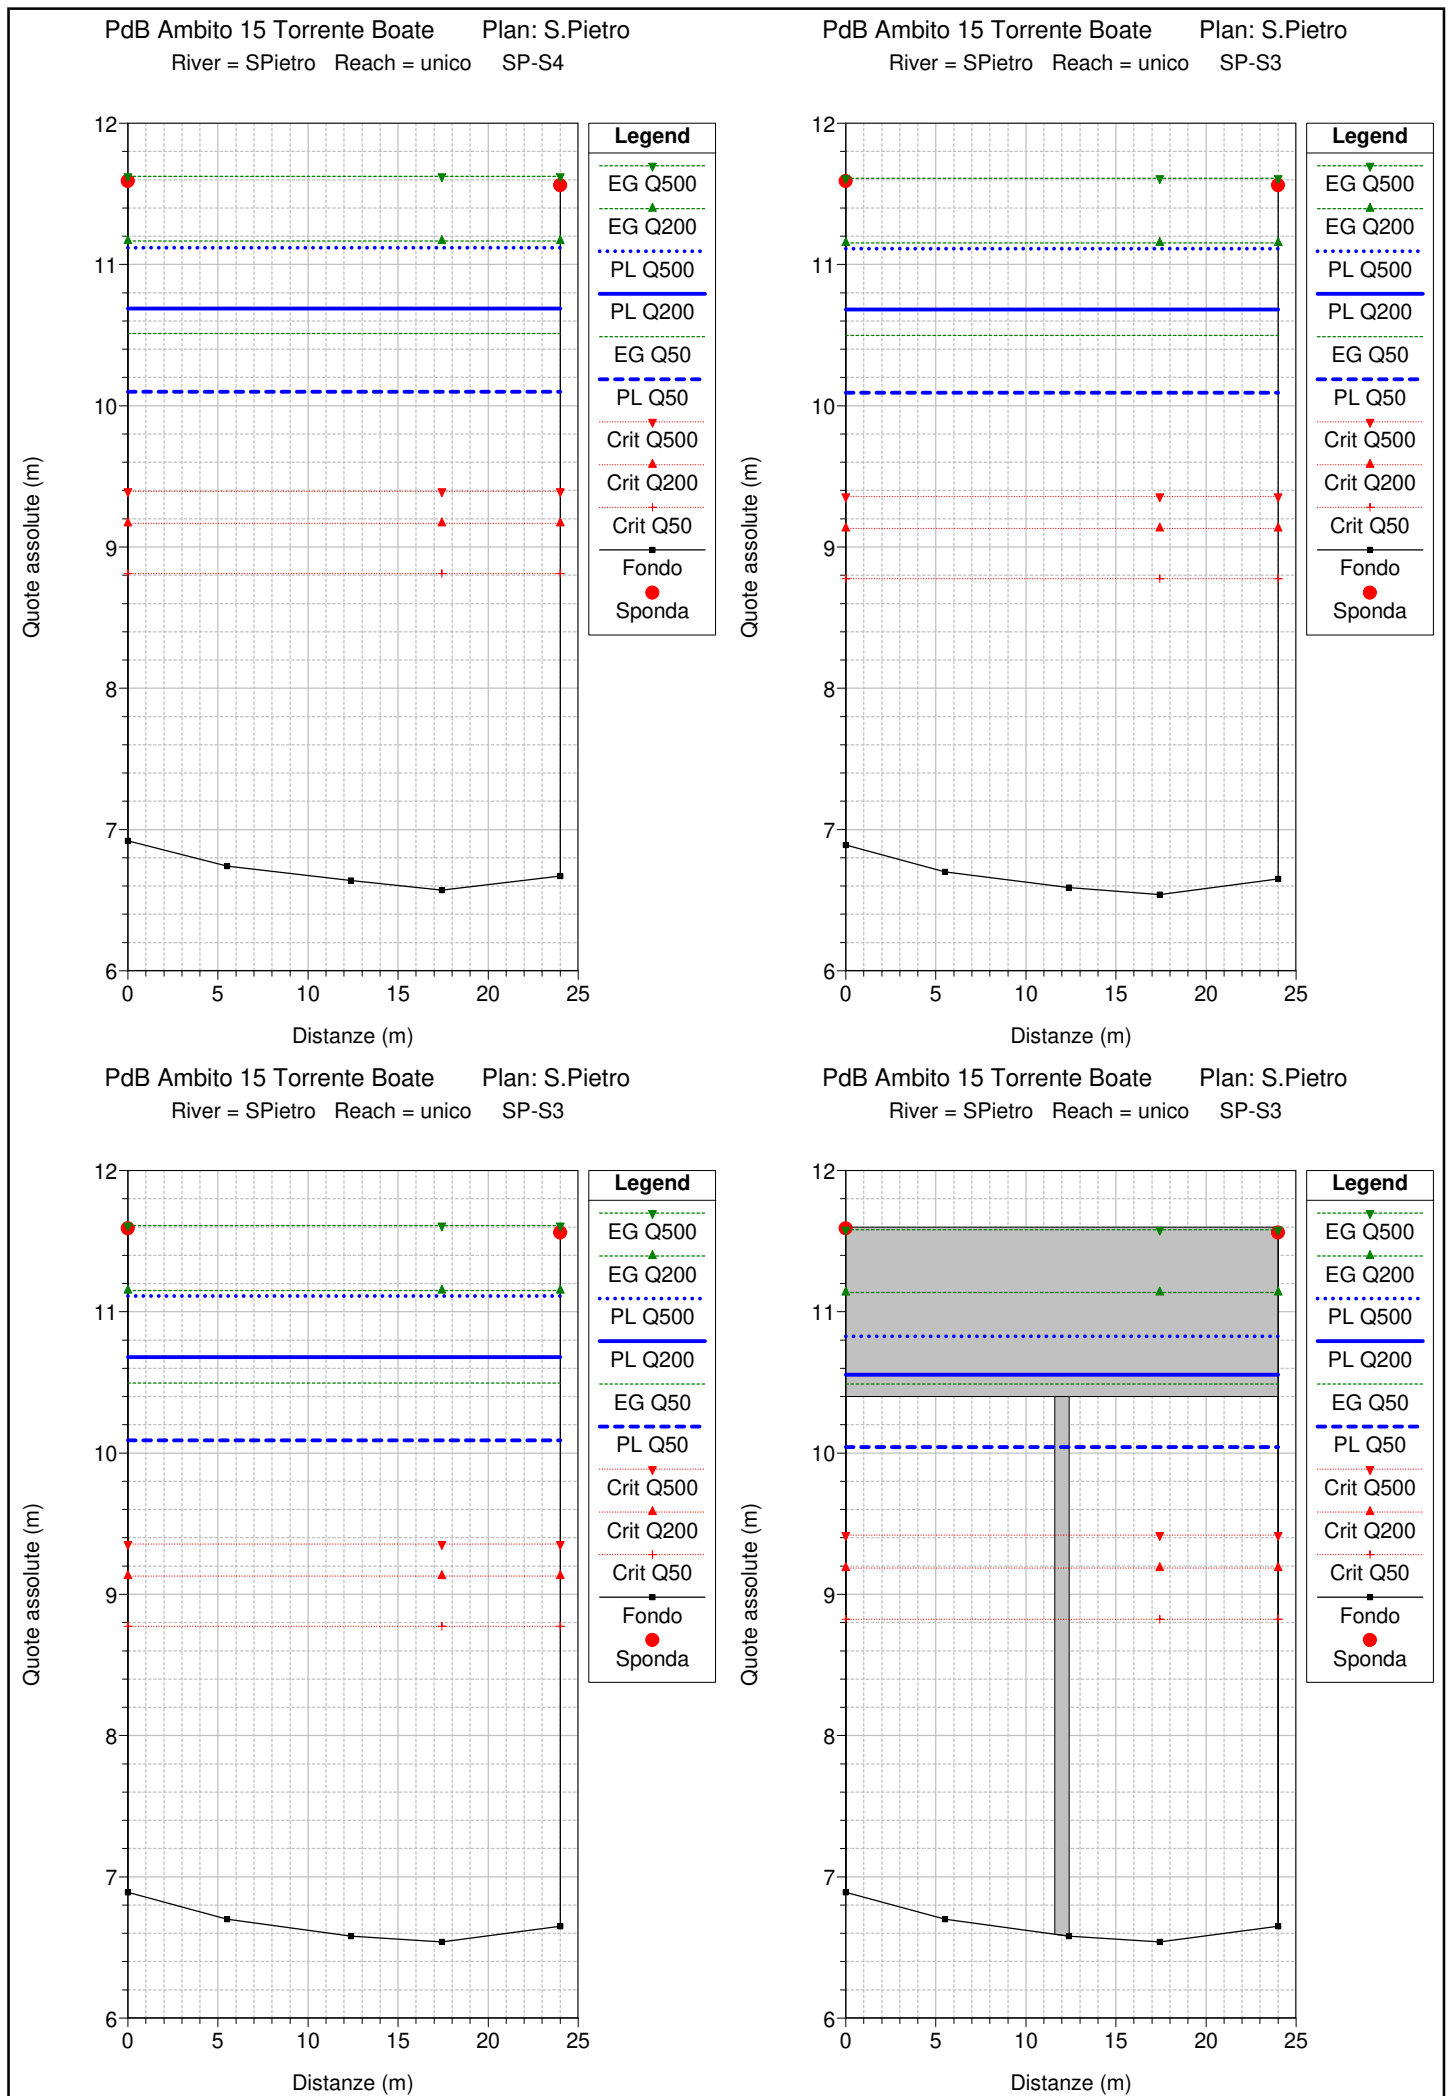 PdB Ambito 15 Torrente Boate Plan: S.Pietro
River = SPietro Reach = unico SP-S4
Legend
EG Q500
EG Q200
PL Q500
PL Q200
EG Q50
PL Q50
Crit Q500
Crit Q200
Crit Q50
Fondo
Sponda
12
11
10
9
8
7
6
0 5 10 15 20 25
Quote assolute (m)
Distanze (m)
PdB Ambito 15 Torrente Boate Plan: S.Pietro
River = SPietro Reach = unico SP-S3
Legend
EG Q500
EG Q200
PL Q500
PL Q200
EG Q50
PL Q50
Crit Q500
Crit Q200
Crit Q50
Fondo
Sponda
12
11
10
9
8
7
6
0 5 10 15 20 25
Quote assolute (m)
Distanze (m)
PdB Ambito 15 Torrente Boate Plan: S.Pietro
River = SPietro Reach = unico SP-S3
Legend
EG Q500
EG Q200
PL Q500
PL Q200
EG Q50
PL Q50
Crit Q500
Crit Q200
Crit Q50
Fondo
Sponda
12
11
10
9
8
7
6
0 5 10 15 20 25
Quote assolute (m)
Distanze (m)
PdB Ambito 15 Torrente Boate Plan: S.Pietro
River = SPietro Reach = unico SP-S3
Legend
EG Q500
EG Q200
PL Q500
PL Q200
EG Q50
PL Q50
Crit Q500
Crit Q200
Crit Q50
Fondo
Sponda
12
11
10
9
8
7
6
0 5 10 15 20 25
Quote assolute (m)
Distanze (m)